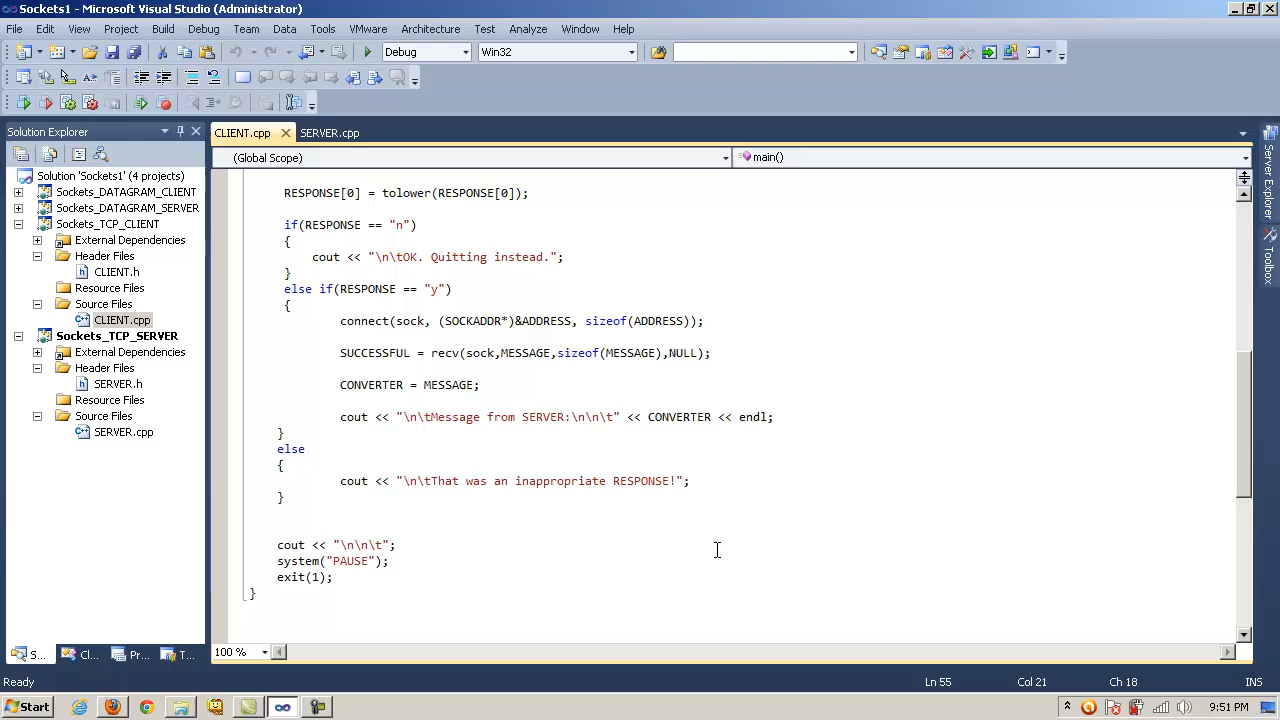 Sockets1 - Microsoft Visual Studio (Administrator)
File Edit View Project Build Debug Team Data Tools VMware Architecture Test Analyze Window Help
Debug Win32
Solution Explorer
CLIENT.cpp SERVER.cpp
(Global Scope) main()
Solution 'Sockets1' (4 projects)
Sockets_DATAGRAM_CLIENT
Sockets_DATAGRAM_SERVER
Sockets_TCP_CLIENT
External Dependencies
Header Files
CLIENT.h
Resource Files
Source Files
CLIENT.cpp
Sockets_TCP_SERVER
External Dependencies
Header Files
SERVER.h
Resource Files
Source Files
SERVER.cpp
S... Cl... Pr... T...
RESPONSE[0] = tolower(RESPONSE[0]);
if(RESPONSE == "n")
{
cout << "\n\tOK. Quitting instead.";
}
else if(RESPONSE == "y")
{
connect(sock, (SOCKADDR*)&ADDRESS, sizeof(ADDRESS));
SUCCESSFUL = recv(sock,MESSAGE,sizeof(MESSAGE),NULL);
CONVERTER = MESSAGE;
cout << "\n\tMessage from SERVER:\n\n\t" << CONVERTER << endl;
}
else
{
cout << "\n\tThat was an inappropriate RESPONSE!";
}
cout << "\n\n\t";
system("PAUSE");
exit(1);
}
100 %
Server Explorer
Toolbox
Ready Ln 55 Col 21 Ch 18 INS
Start 9:51 PM